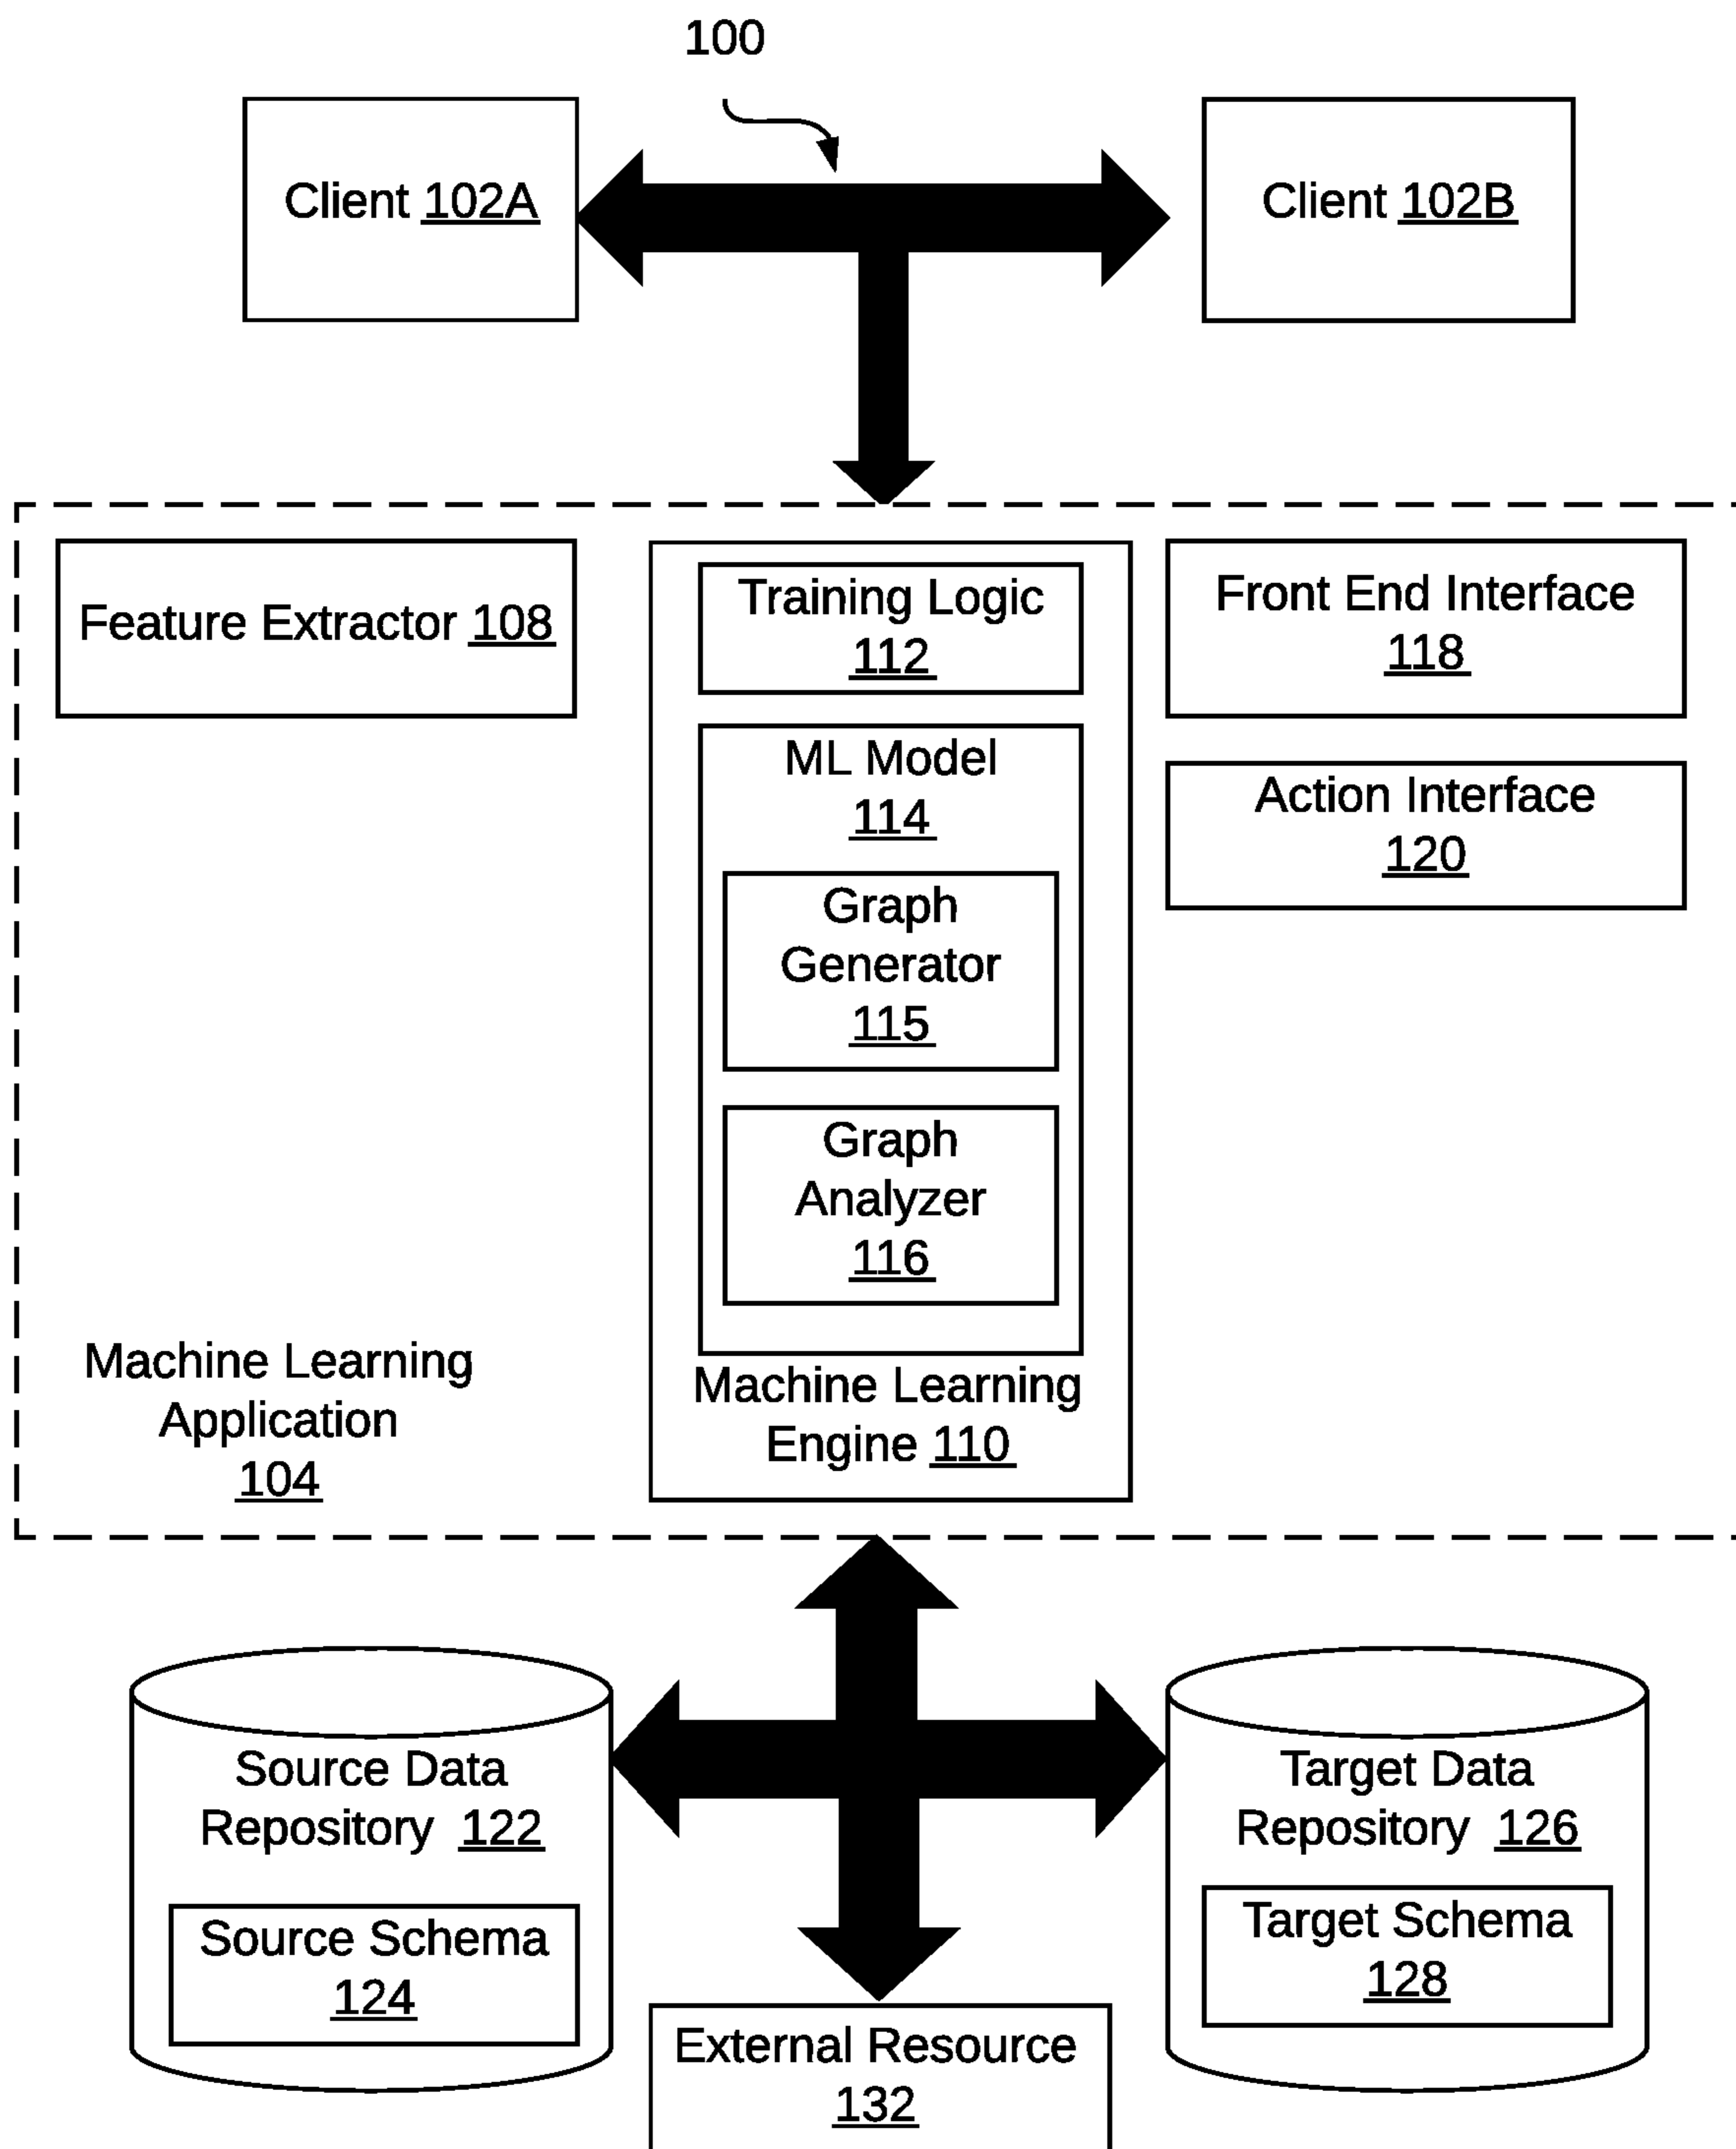 100
Client 102A
Client 102B
Feature Extractor 108
Training Logic
112
ML Model
114
Graph
Generator
115
Graph
Analyzer
116
Machine Learning
Engine 110
Front End Interface
118
Action Interface
120
Machine Learning
Application
104
Source Data
Repository 122
Source Schema
124
Target Data
Repository 126
Target Schema
128
External Resource
132